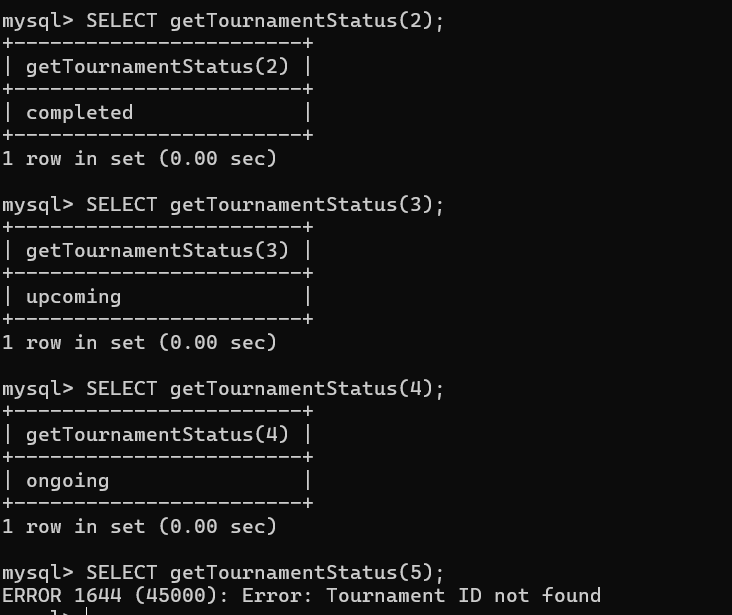 mysql> SELECT getTournamentStatus(2);
+------------------------+
| getTournamentStatus(2) |
+------------------------+
| completed              |
+------------------------+
1 row in set (0.00 sec)

mysql> SELECT getTournamentStatus(3);
+------------------------+
| getTournamentStatus(3) |
+------------------------+
| upcoming               |
+------------------------+
1 row in set (0.00 sec)

mysql> SELECT getTournamentStatus(4);
+------------------------+
| getTournamentStatus(4) |
+------------------------+
| ongoing                |
+------------------------+
1 row in set (0.00 sec)

mysql> SELECT getTournamentStatus(5);
ERROR 1644 (45000): Error: Tournament ID not found